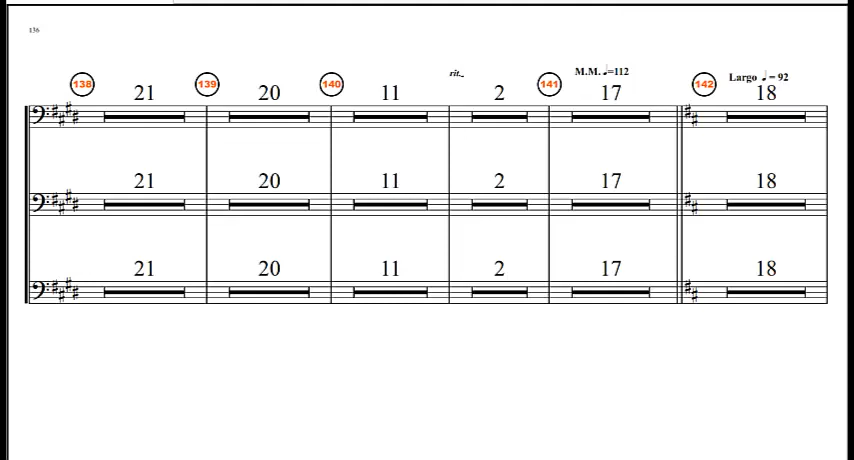 136
rit.
M.M. ♩=112
Largo ♩= 92
138 139 140 141 142
21 20 11 2 17 18
21 20 11 2 17 18
21 20 11 2 17 18